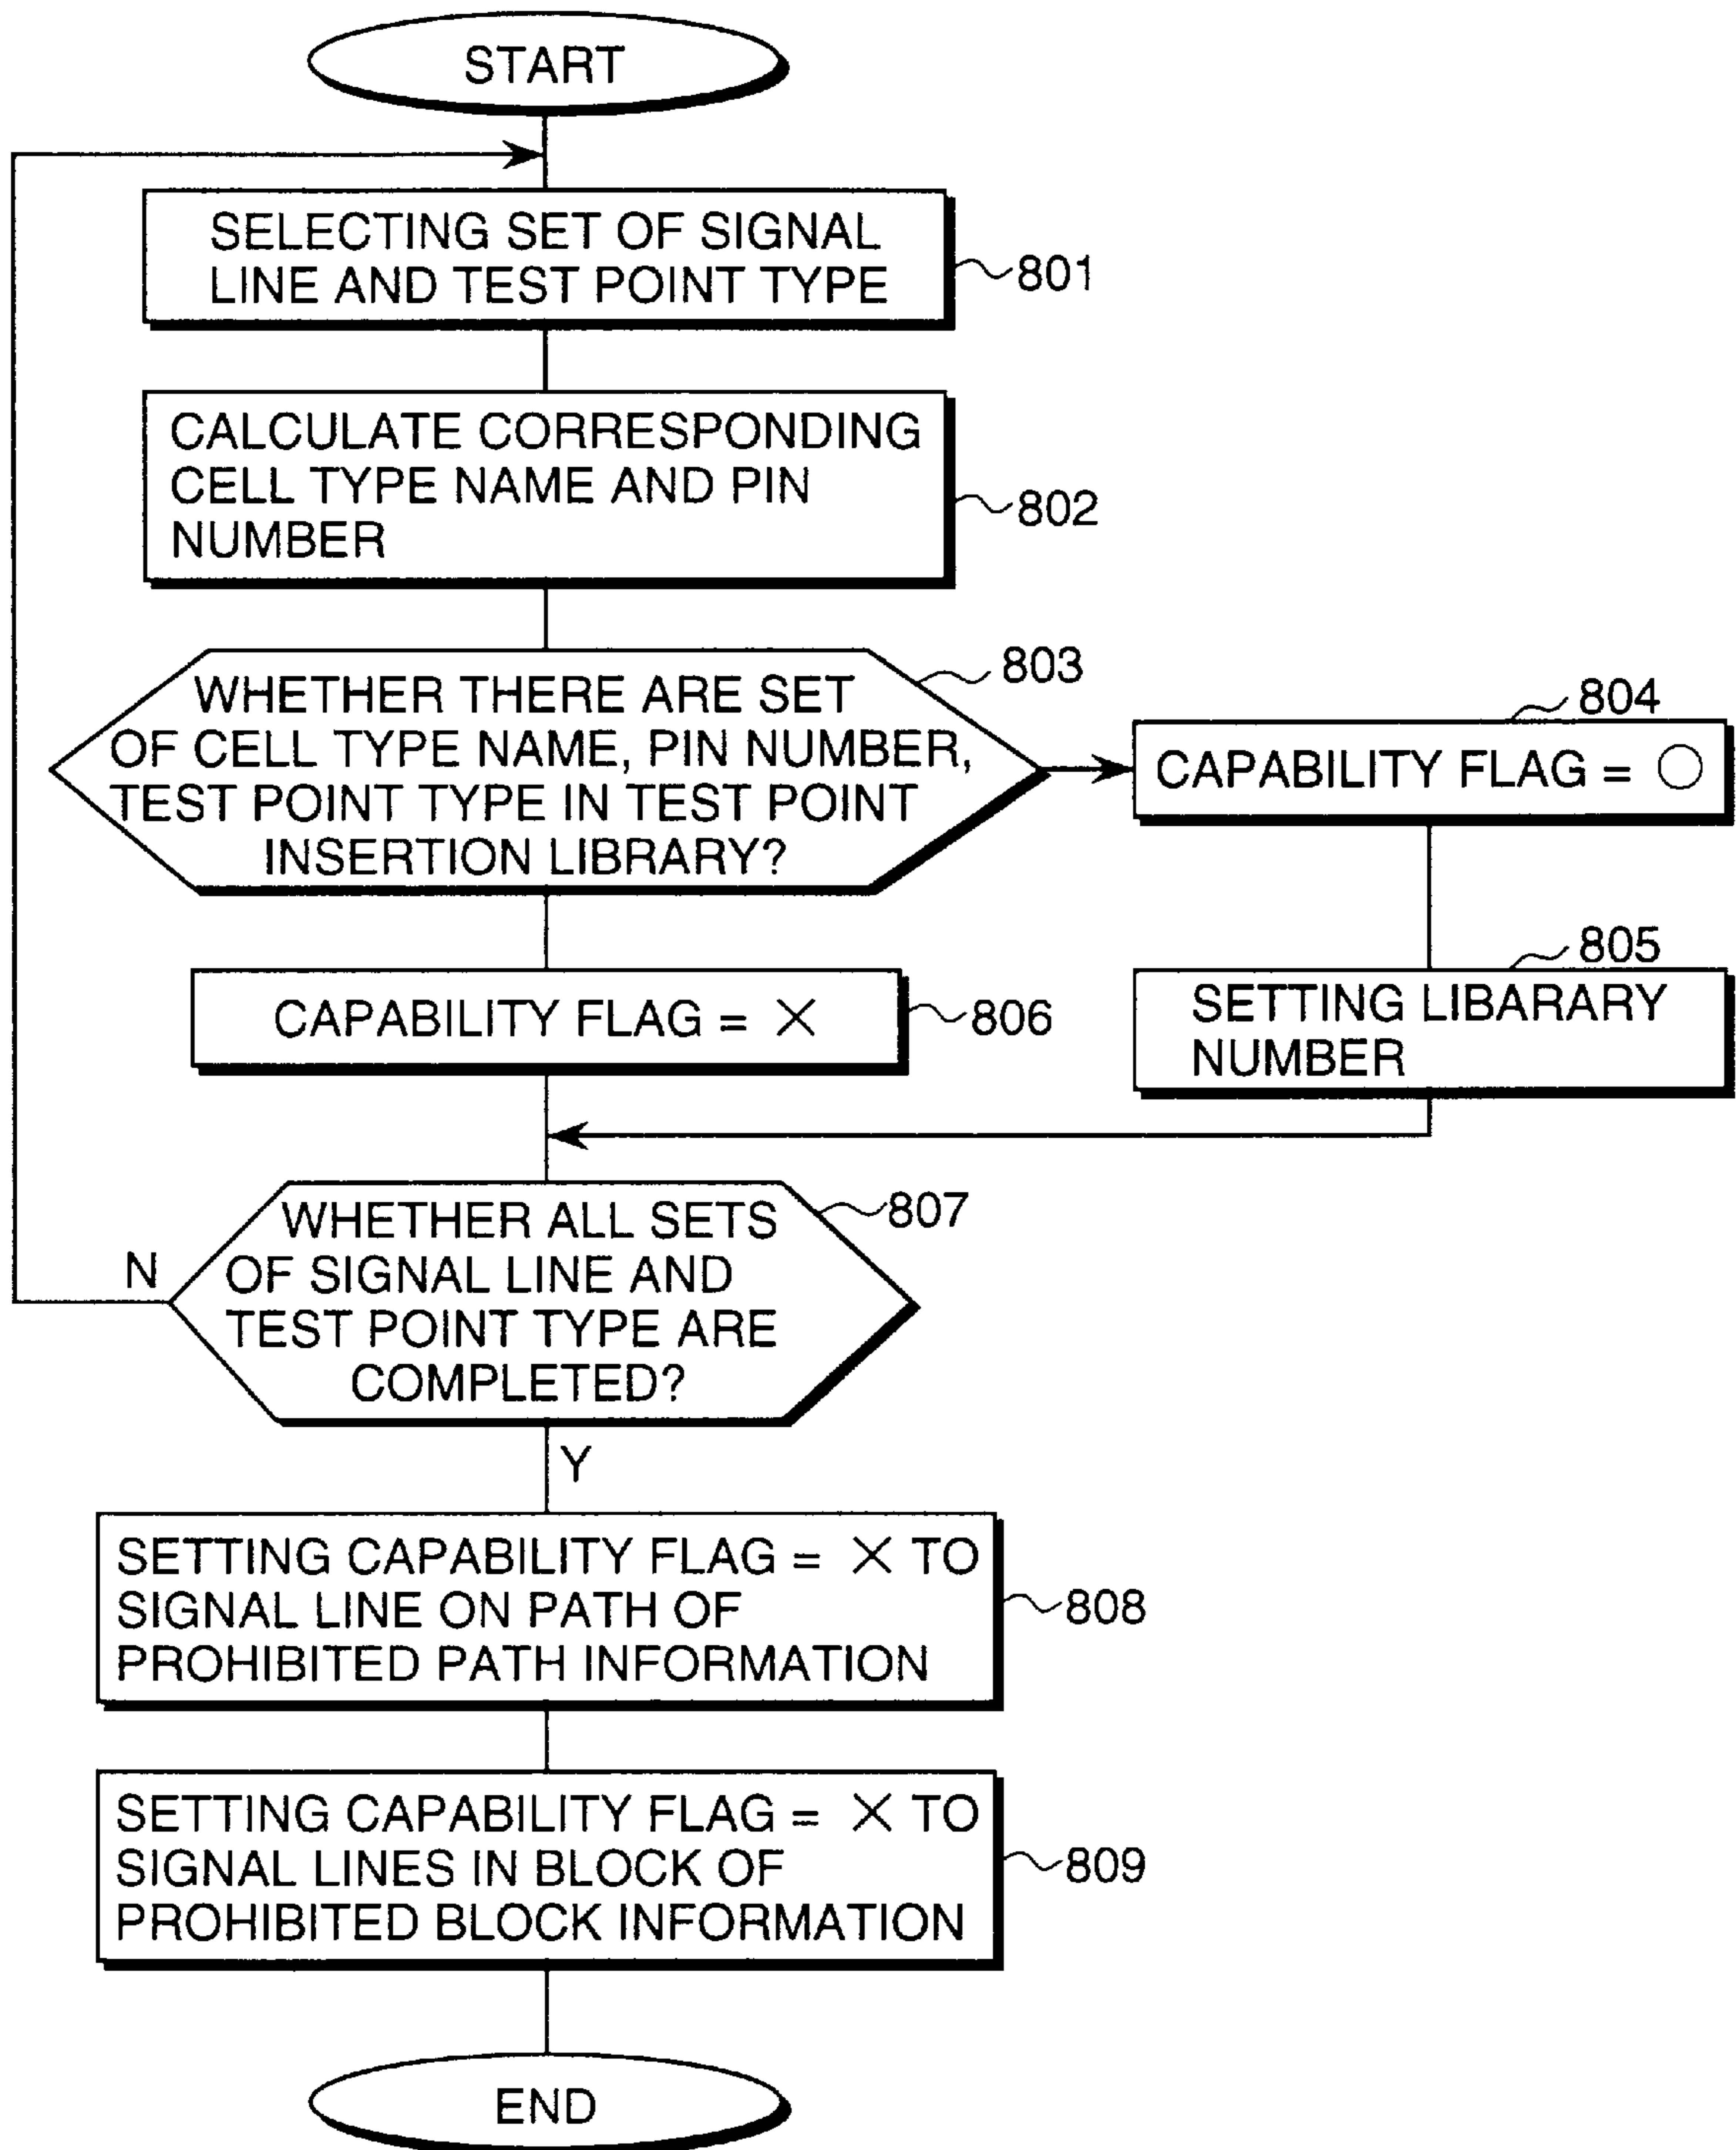 START
SELECTING SET OF SIGNAL
LINE AND TEST POINT TYPE
801
CALCULATE CORRESPONDING
CELL TYPE NAME AND PIN
NUMBER
802
WHETHER THERE ARE SET
OF CELL TYPE NAME, PIN NUMBER,
TEST POINT TYPE IN TEST POINT
INSERTION LIBRARY?
803
804
CAPABILITY FLAG = ○
805
SETTING LIBARARY
NUMBER
CAPABILITY FLAG = ×
806
WHETHER ALL SETS
OF SIGNAL LINE AND
TEST POINT TYPE ARE
COMPLETED?
807
N
Y
SETTING CAPABILITY FLAG = × TO
SIGNAL LINE ON PATH OF
PROHIBITED PATH INFORMATION
808
SETTING CAPABILITY FLAG = × TO
SIGNAL LINES IN BLOCK OF
PROHIBITED BLOCK INFORMATION
809
END